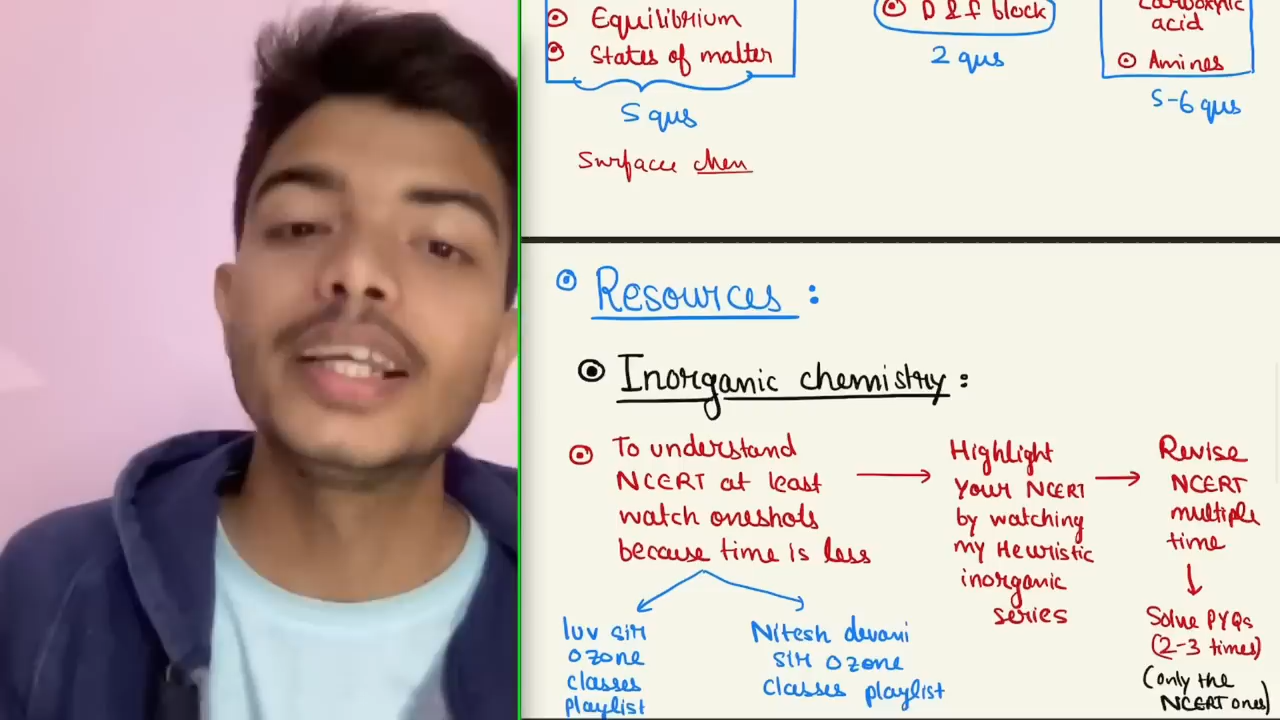 Equilibrium
States of matter
5 qus
Surface chem
D & f block
2 qus
Carboxylic
acid
Amines
5-6 qus
Resources :
Inorganic chemistry :
To understand
NCERT at least
watch oneshots
because time is less
luv sir
ozone
classes
playlist
Nitesh devani
sir ozone
classes playlist
Highlight
your NCERT
by watching
my Heuristic
inorganic
series
Revise
NCERT
multiple
time
Solve PYQs
(2-3 times)
(only the
NCERT ones)